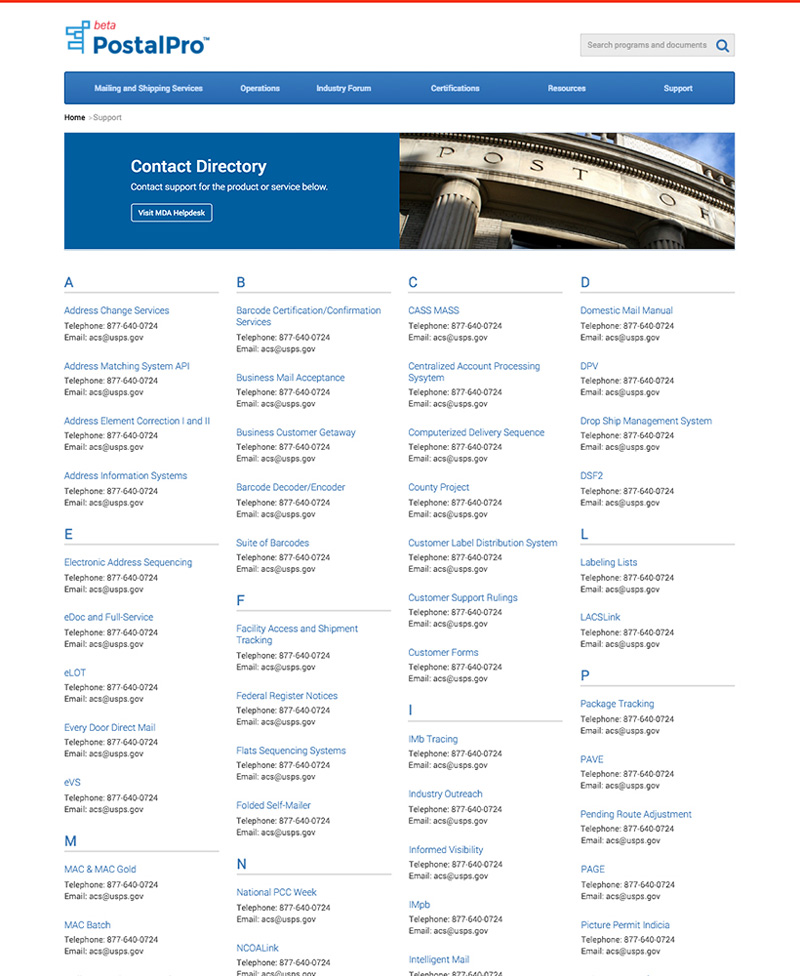 beta
PostalPro™
Search programs and documents
Mailing and Shipping Services
Operations
Industry Forum
Certifications
Resources
Support
Home >Support
Contact Directory
Contact support for the product or service below.
Visit MDA Helpdesk
POST OF
A
Address Change Services
Telephone: 877-640-0724
Email: acs@usps.gov
Address Matching System API
Telephone: 877-640-0724
Email: acs@usps.gov
Address Element Correction I and II
Telephone: 877-640-0724
Email: acs@usps.gov
Address Information Systems
Telephone: 877-640-0724
Email: acs@usps.gov
E
Electronic Address Sequencing
Telephone: 877-640-0724
Email: acs@usps.gov
eDoc and Full-Service
Telephone: 877-640-0724
Email: acs@usps.gov
eLOT
Telephone: 877-640-0724
Email: acs@usps.gov
Every Door Direct Mail
Telephone: 877-640-0724
Email: acs@usps.gov
eVS
Telephone: 877-640-0724
Email: acs@usps.gov
M
MAC & MAC Gold
Telephone: 877-640-0724
Email: acs@usps.gov
MAC Batch
Telephone: 877-640-0724
Email: acs@usps.gov
B
Barcode Certification/Confirmation
Services
Telephone: 877-640-0724
Email: acs@usps.gov
Business Mail Acceptance
Telephone: 877-640-0724
Email: acs@usps.gov
Business Customer Getaway
Telephone: 877-640-0724
Email: acs@usps.gov
Barcode Decoder/Encoder
Telephone: 877-640-0724
Email: acs@usps.gov
Suite of Barcodes
Telephone: 877-640-0724
Email: acs@usps.gov
F
Facility Access and Shipment
Tracking
Telephone: 877-640-0724
Email: acs@usps.gov
Federal Register Notices
Telephone: 877-640-0724
Email: acs@usps.gov
Flats Sequencing Systems
Telephone: 877-640-0724
Email: acs@usps.gov
Folded Self-Mailer
Telephone: 877-640-0724
Email: acs@usps.gov
N
National PCC Week
Telephone: 877-640-0724
Email: acs@usps.gov
NCOALink
Telephone: 877-640-0724
Email: acs@usps.gov
C
CASS MASS
Telephone: 877-640-0724
Email: acs@usps.gov
Centralized Account Processing
Sysytem
Telephone: 877-640-0724
Email: acs@usps.gov
Computerized Delivery Sequence
Telephone: 877-640-0724
Email: acs@usps.gov
County Project
Telephone: 877-640-0724
Email: acs@usps.gov
Customer Label Distribution System
Telephone: 877-640-0724
Email: acs@usps.gov
Customer Support Rulings
Telephone: 877-640-0724
Email: acs@usps.gov
Customer Forms
Telephone: 877-640-0724
Email: acs@usps.gov
I
IMb Tracing
Telephone: 877-640-0724
Email: acs@usps.gov
Industry Outreach
Telephone: 877-640-0724
Email: acs@usps.gov
Informed Visibility
Telephone: 877-640-0724
Email: acs@usps.gov
IMpb
Telephone: 877-640-0724
Email: acs@usps.gov
Intelligent Mail
Telephone: 877-640-0724
D
Domestic Mail Manual
Telephone: 877-640-0724
Email: acs@usps.gov
DPV
Telephone: 877-640-0724
Email: acs@usps.gov
Drop Ship Management System
Telephone: 877-640-0724
Email: acs@usps.gov
DSF2
Telephone: 877-640-0724
Email: acs@usps.gov
L
Labeling Lists
Telephone: 877-640-0724
Email: acs@usps.gov
LACSLink
Telephone: 877-640-0724
Email: acs@usps.gov
P
Package Tracking
Telephone: 877-640-0724
Email: acs@usps.gov
PAVE
Telephone: 877-640-0724
Email: acs@usps.gov
Pending Route Adjustment
Telephone: 877-640-0724
Email: acs@usps.gov
PAGE
Telephone: 877-640-0724
Email: acs@usps.gov
Picture Permit Indicia
Telephone: 877-640-0724
Email: acs@usps.gov